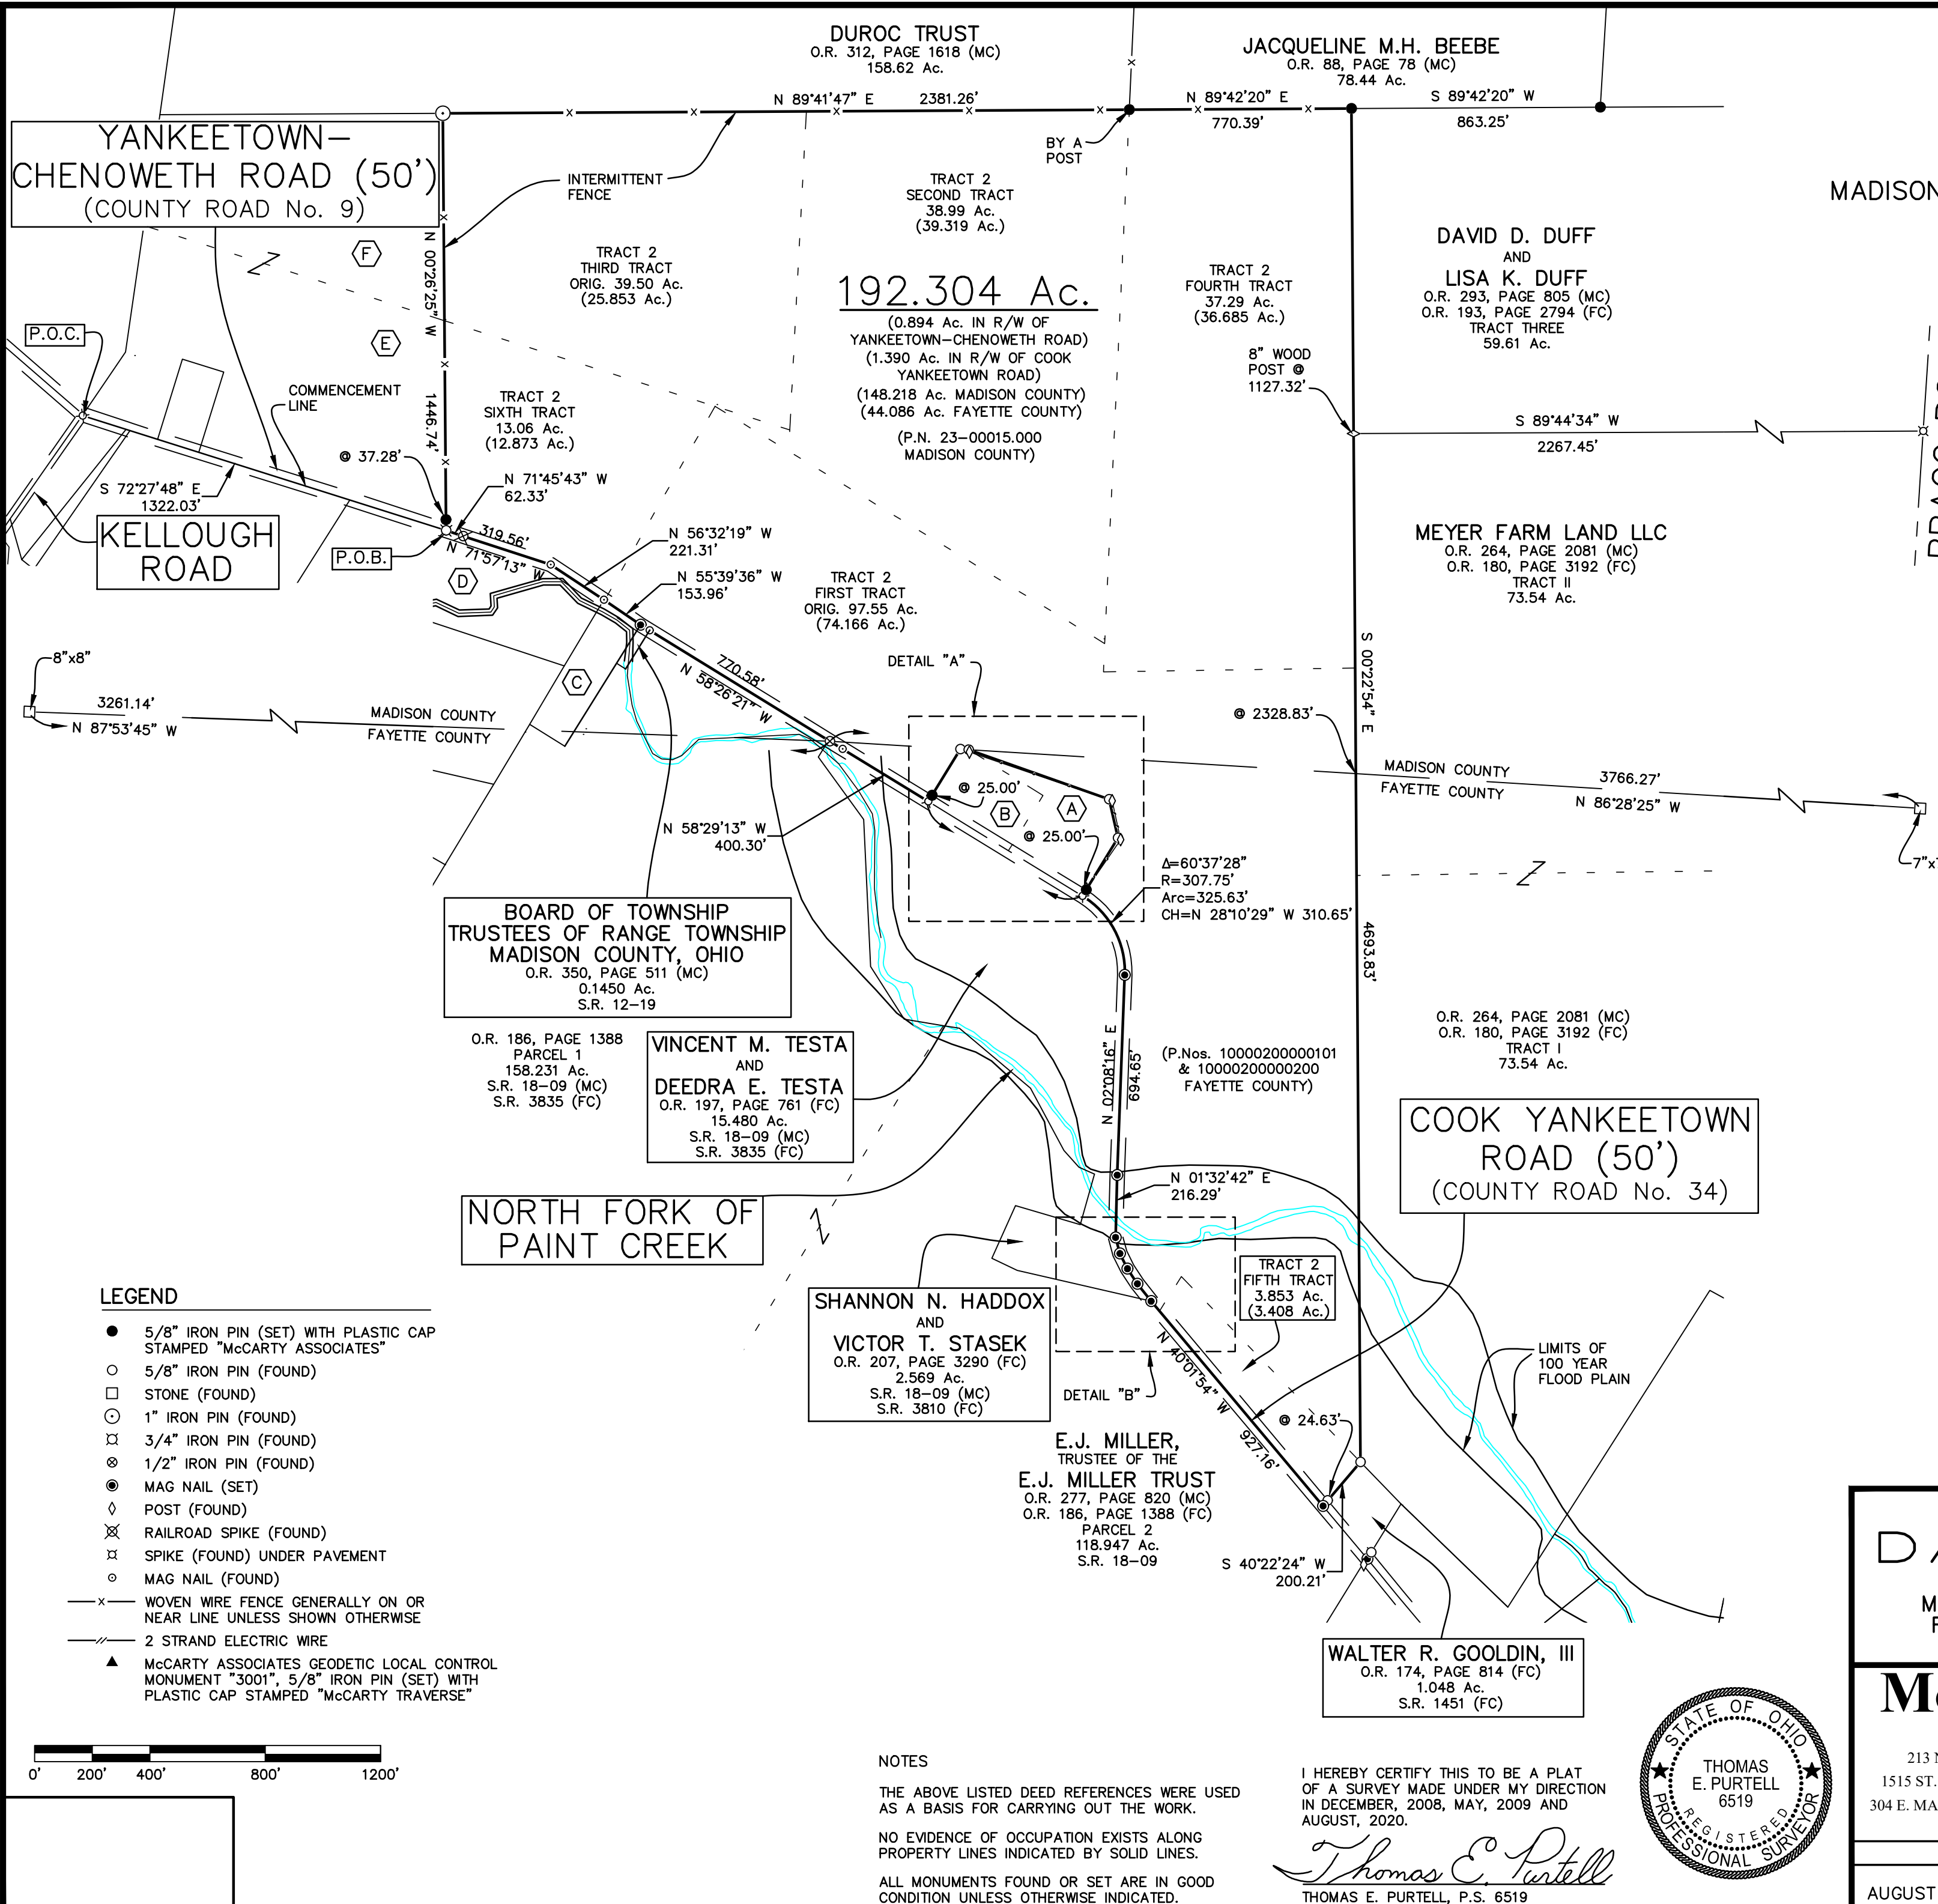 DUROC TRUST
O.R. 312, PAGE 1618 (MC)
158.62 Ac.
JACQUELINE M.H. BEEBE
O.R. 88, PAGE 78 (MC)
78.44 Ac.
N 89°41'47" E 2381.26'
N 89°42'20" E
770.39'
S 89°42'20" W
863.25'
BY A
POST
YANKEETOWN-
CHENOWETH ROAD (50')
(COUNTY ROAD No. 9)
INTERMITTENT
FENCE
TRACT 2
SECOND TRACT
38.99 Ac.
(39.319 Ac.)
MADISON
F
N 00°26'25" W
1446.74'
TRACT 2
THIRD TRACT
ORIG. 39.50 Ac.
(25.853 Ac.)
192.304 Ac.
(0.894 Ac. IN R/W OF
YANKEETOWN-CHENOWETH ROAD)
(1.390 Ac. IN R/W OF COOK
YANKEETOWN ROAD)
(148.218 Ac. MADISON COUNTY)
(44.086 Ac. FAYETTE COUNTY)
(P.N. 23-00015.000
MADISON COUNTY)
TRACT 2
FOURTH TRACT
37.29 Ac.
(36.685 Ac.)
DAVID D. DUFF
AND
LISA K. DUFF
O.R. 293, PAGE 805 (MC)
O.R. 193, PAGE 2794 (FC)
TRACT THREE
59.61 Ac.
8" WOOD
POST @
1127.32'
P.O.C.
E
COMMENCEMENT
LINE
TRACT 2
SIXTH TRACT
13.06 Ac.
(12.873 Ac.)
@ 37.28'
S 89°44'34" W
2267.45'
N 71°45'43" W
62.33'
S 72°27'48" E
1322.03'
KELLOUGH
ROAD
P.O.B.
319.56'
N 71°57'13" W
N 56°32'19" W
221.31'
N 55°39'36" W
153.96'
D
TRACT 2
FIRST TRACT
ORIG. 97.55 Ac.
(74.166 Ac.)
MEYER FARM LAND LLC
O.R. 264, PAGE 2081 (MC)
O.R. 180, PAGE 3192 (FC)
TRACT II
73.54 Ac.
8"x8"
3261.14'
N 87°53'45" W
MADISON COUNTY
FAYETTE COUNTY
C
770.58'
N 58°26'21" W
DETAIL "A"
S 00°22'54" E
4693.83'
@ 2328.83'
MADISON COUNTY
FAYETTE COUNTY
3766.27'
N 86°28'25" W
@ 25.00'
A
B
@ 25.00'
N 58°29'13" W
400.30'
Δ=60°37'28"
R=307.75'
Arc=325.63'
CH=N 28°10'29" W 310.65'
BOARD OF TOWNSHIP
TRUSTEES OF RANGE TOWNSHIP
MADISON COUNTY, OHIO
O.R. 350, PAGE 511 (MC)
0.1450 Ac.
S.R. 12-19
O.R. 186, PAGE 1388
PARCEL 1
158.231 Ac.
S.R. 18-09 (MC)
S.R. 3835 (FC)
VINCENT M. TESTA
AND
DEEDRA E. TESTA
O.R. 197, PAGE 761 (FC)
15.480 Ac.
S.R. 18-09 (MC)
S.R. 3835 (FC)
N 02°08'16" E
694.65'
(P.Nos. 10000200000101
& 10000200000200
FAYETTE COUNTY)
O.R. 264, PAGE 2081 (MC)
O.R. 180, PAGE 3192 (FC)
TRACT I
73.54 Ac.
COOK YANKEETOWN
ROAD (50')
(COUNTY ROAD No. 34)
N 01°32'42" E
216.29'
NORTH FORK OF
PAINT CREEK
TRACT 2
FIFTH TRACT
3.853 Ac.
(3.408 Ac.)
SHANNON N. HADDOX
AND
VICTOR T. STASEK
O.R. 207, PAGE 3290 (FC)
2.569 Ac.
S.R. 18-09 (MC)
S.R. 3810 (FC)
DETAIL "B"
N 40°01'54" W
927.16'
LIMITS OF
100 YEAR
FLOOD PLAIN
@ 24.63'
E.J. MILLER,
TRUSTEE OF THE
E.J. MILLER TRUST
O.R. 277, PAGE 820 (MC)
O.R. 186, PAGE 1388 (FC)
PARCEL 2
118.947 Ac.
S.R. 18-09
S 40°22'24" W
200.21'
WALTER R. GOOLDIN, III
O.R. 174, PAGE 814 (FC)
1.048 Ac.
S.R. 1451 (FC)
LEGEND
5/8" IRON PIN (SET) WITH PLASTIC CAP
STAMPED "McCARTY ASSOCIATES"
5/8" IRON PIN (FOUND)
STONE (FOUND)
1" IRON PIN (FOUND)
3/4" IRON PIN (FOUND)
1/2" IRON PIN (FOUND)
MAG NAIL (SET)
POST (FOUND)
RAILROAD SPIKE (FOUND)
SPIKE (FOUND) UNDER PAVEMENT
MAG NAIL (FOUND)
WOVEN WIRE FENCE GENERALLY ON OR
NEAR LINE UNLESS SHOWN OTHERWISE
2 STRAND ELECTRIC WIRE
McCARTY ASSOCIATES GEODETIC LOCAL CONTROL
MONUMENT "3001", 5/8" IRON PIN (SET) WITH
PLASTIC CAP STAMPED "McCARTY TRAVERSE"
0' 200' 400' 800' 1200'
NOTES
THE ABOVE LISTED DEED REFERENCES WERE USED
AS A BASIS FOR CARRYING OUT THE WORK.
NO EVIDENCE OF OCCUPATION EXISTS ALONG
PROPERTY LINES INDICATED BY SOLID LINES.
ALL MONUMENTS FOUND OR SET ARE IN GOOD
CONDITION UNLESS OTHERWISE INDICATED.
I HEREBY CERTIFY THIS TO BE A PLAT
OF A SURVEY MADE UNDER MY DIRECTION
IN DECEMBER, 2008, MAY, 2009 AND
AUGUST, 2020.
Thomas E. Purtell
THOMAS E. PURTELL, P.S. 6519
STATE OF OHIO
THOMAS
E. PURTELL
6519
REGISTERED
PROFESSIONAL SURVEYOR
213
1515 ST.
304 E.
AUGUST